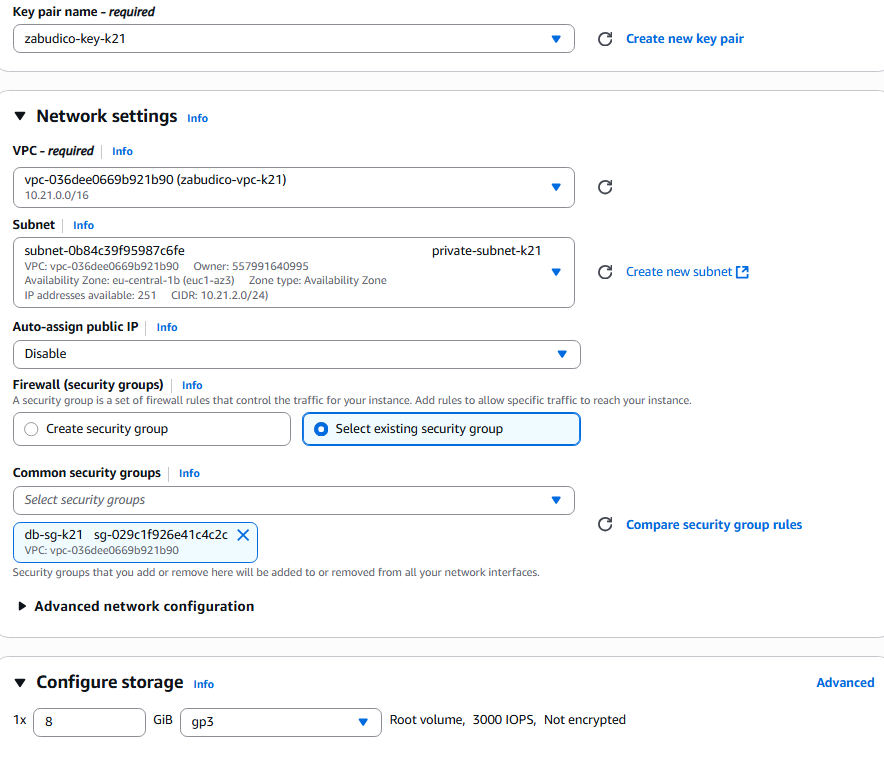 Key pair name - required
zabudico-key-k21
Create new key pair
Network settings Info
VPC - required Info
vpc-036dee0669b921b90 (zabudico-vpc-k21)
10.21.0.0/16
Subnet Info
subnet-0b84c39f95987c6fe private-subnet-k21
VPC: vpc-036dee0669b921b90 Owner: 557991640995
Availability Zone: eu-central-1b (euc1-az3) Zone type: Availability Zone
IP addresses available: 251 CIDR: 10.21.2.0/24)
Create new subnet
Auto-assign public IP Info
Disable
Firewall (security groups) Info
A security group is a set of firewall rules that control the traffic for your instance. Add rules to allow specific traffic to reach your instance.
Create security group Select existing security group
Common security groups Info
Select security groups
db-sg-k21 sg-029c1f926e41c4c2c
VPC: vpc-036dee0669b921b90
Compare security group rules
Security groups that you add or remove here will be added to or removed from all your network interfaces.
Advanced network configuration
Configure storage Info Advanced
1x 8 GiB gp3 Root volume, 3000 IOPS, Not encrypted